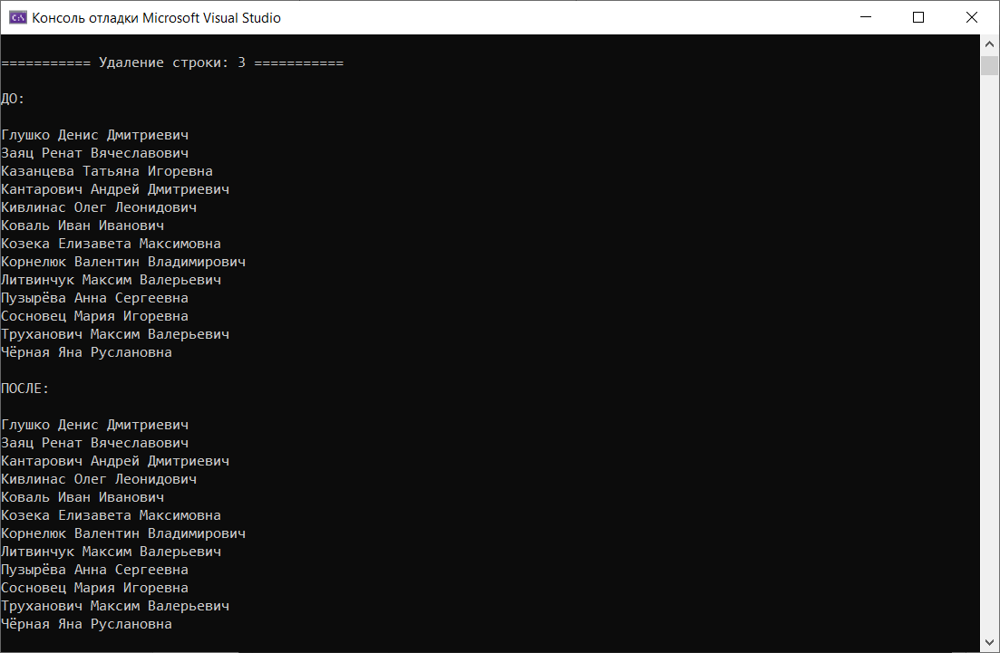 Консоль отладки Microsoft Visual Studio
=========== Удаление строки: 3 ===========
ДО:
Глушко Денис Дмитриевич
Заяц Ренат Вячеславович
Казанцева Татьяна Игоревна
Кантарович Андрей Дмитриевич
Кивлинас Олег Леонидович
Коваль Иван Иванович
Козека Елизавета Максимовна
Корнелюк Валентин Владимирович
Литвинчук Максим Валерьевич
Пузырёва Анна Сергеевна
Сосновец Мария Игоревна
Труханович Максим Валерьевич
Чёрная Яна Руслановна
ПОСЛЕ:
Глушко Денис Дмитриевич
Заяц Ренат Вячеславович
Кантарович Андрей Дмитриевич
Кивлинас Олег Леонидович
Коваль Иван Иванович
Козека Елизавета Максимовна
Корнелюк Валентин Владимирович
Литвинчук Максим Валерьевич
Пузырёва Анна Сергеевна
Сосновец Мария Игоревна
Труханович Максим Валерьевич
Чёрная Яна Руслановна